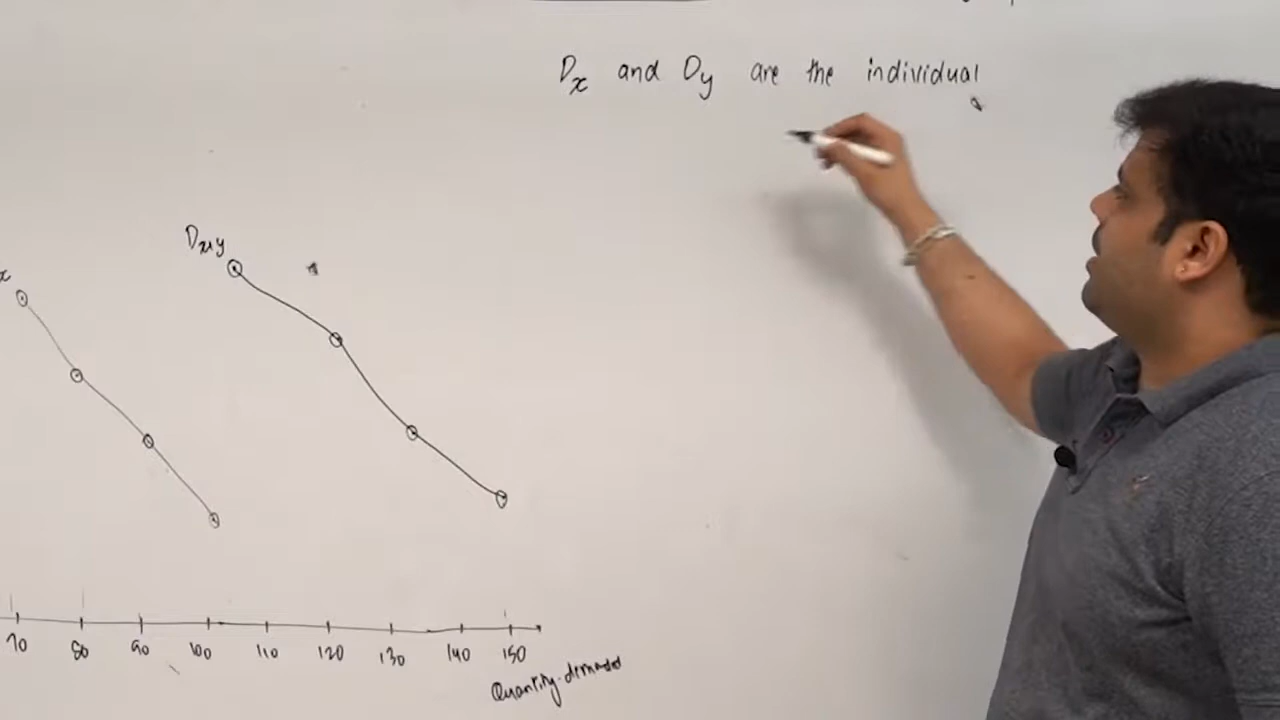 Dx and Dy are the individual
Dx,y
x
70 80 90 100 110 120 130 140 150
Quantity demanded